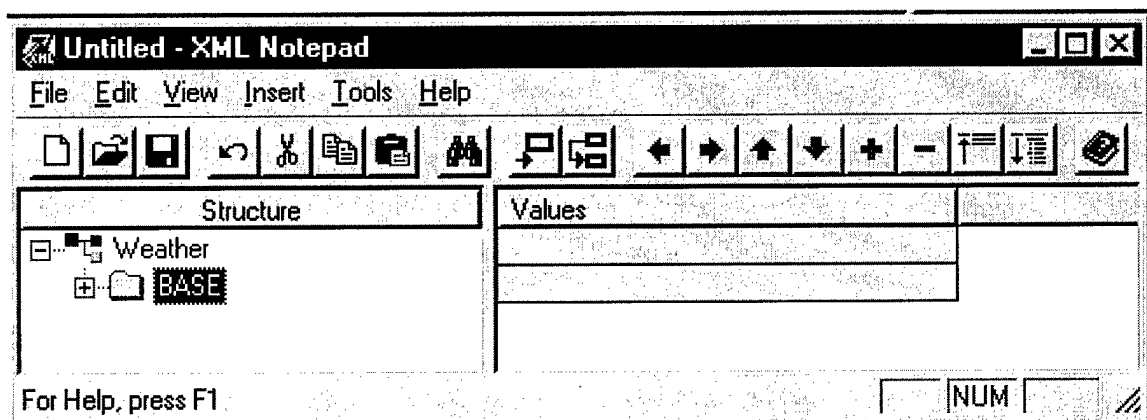 Untitled - XML Notepad
File Edit View Insert Tools Help
Structure Values
Weather
BASE
For Help, press F1 NUM